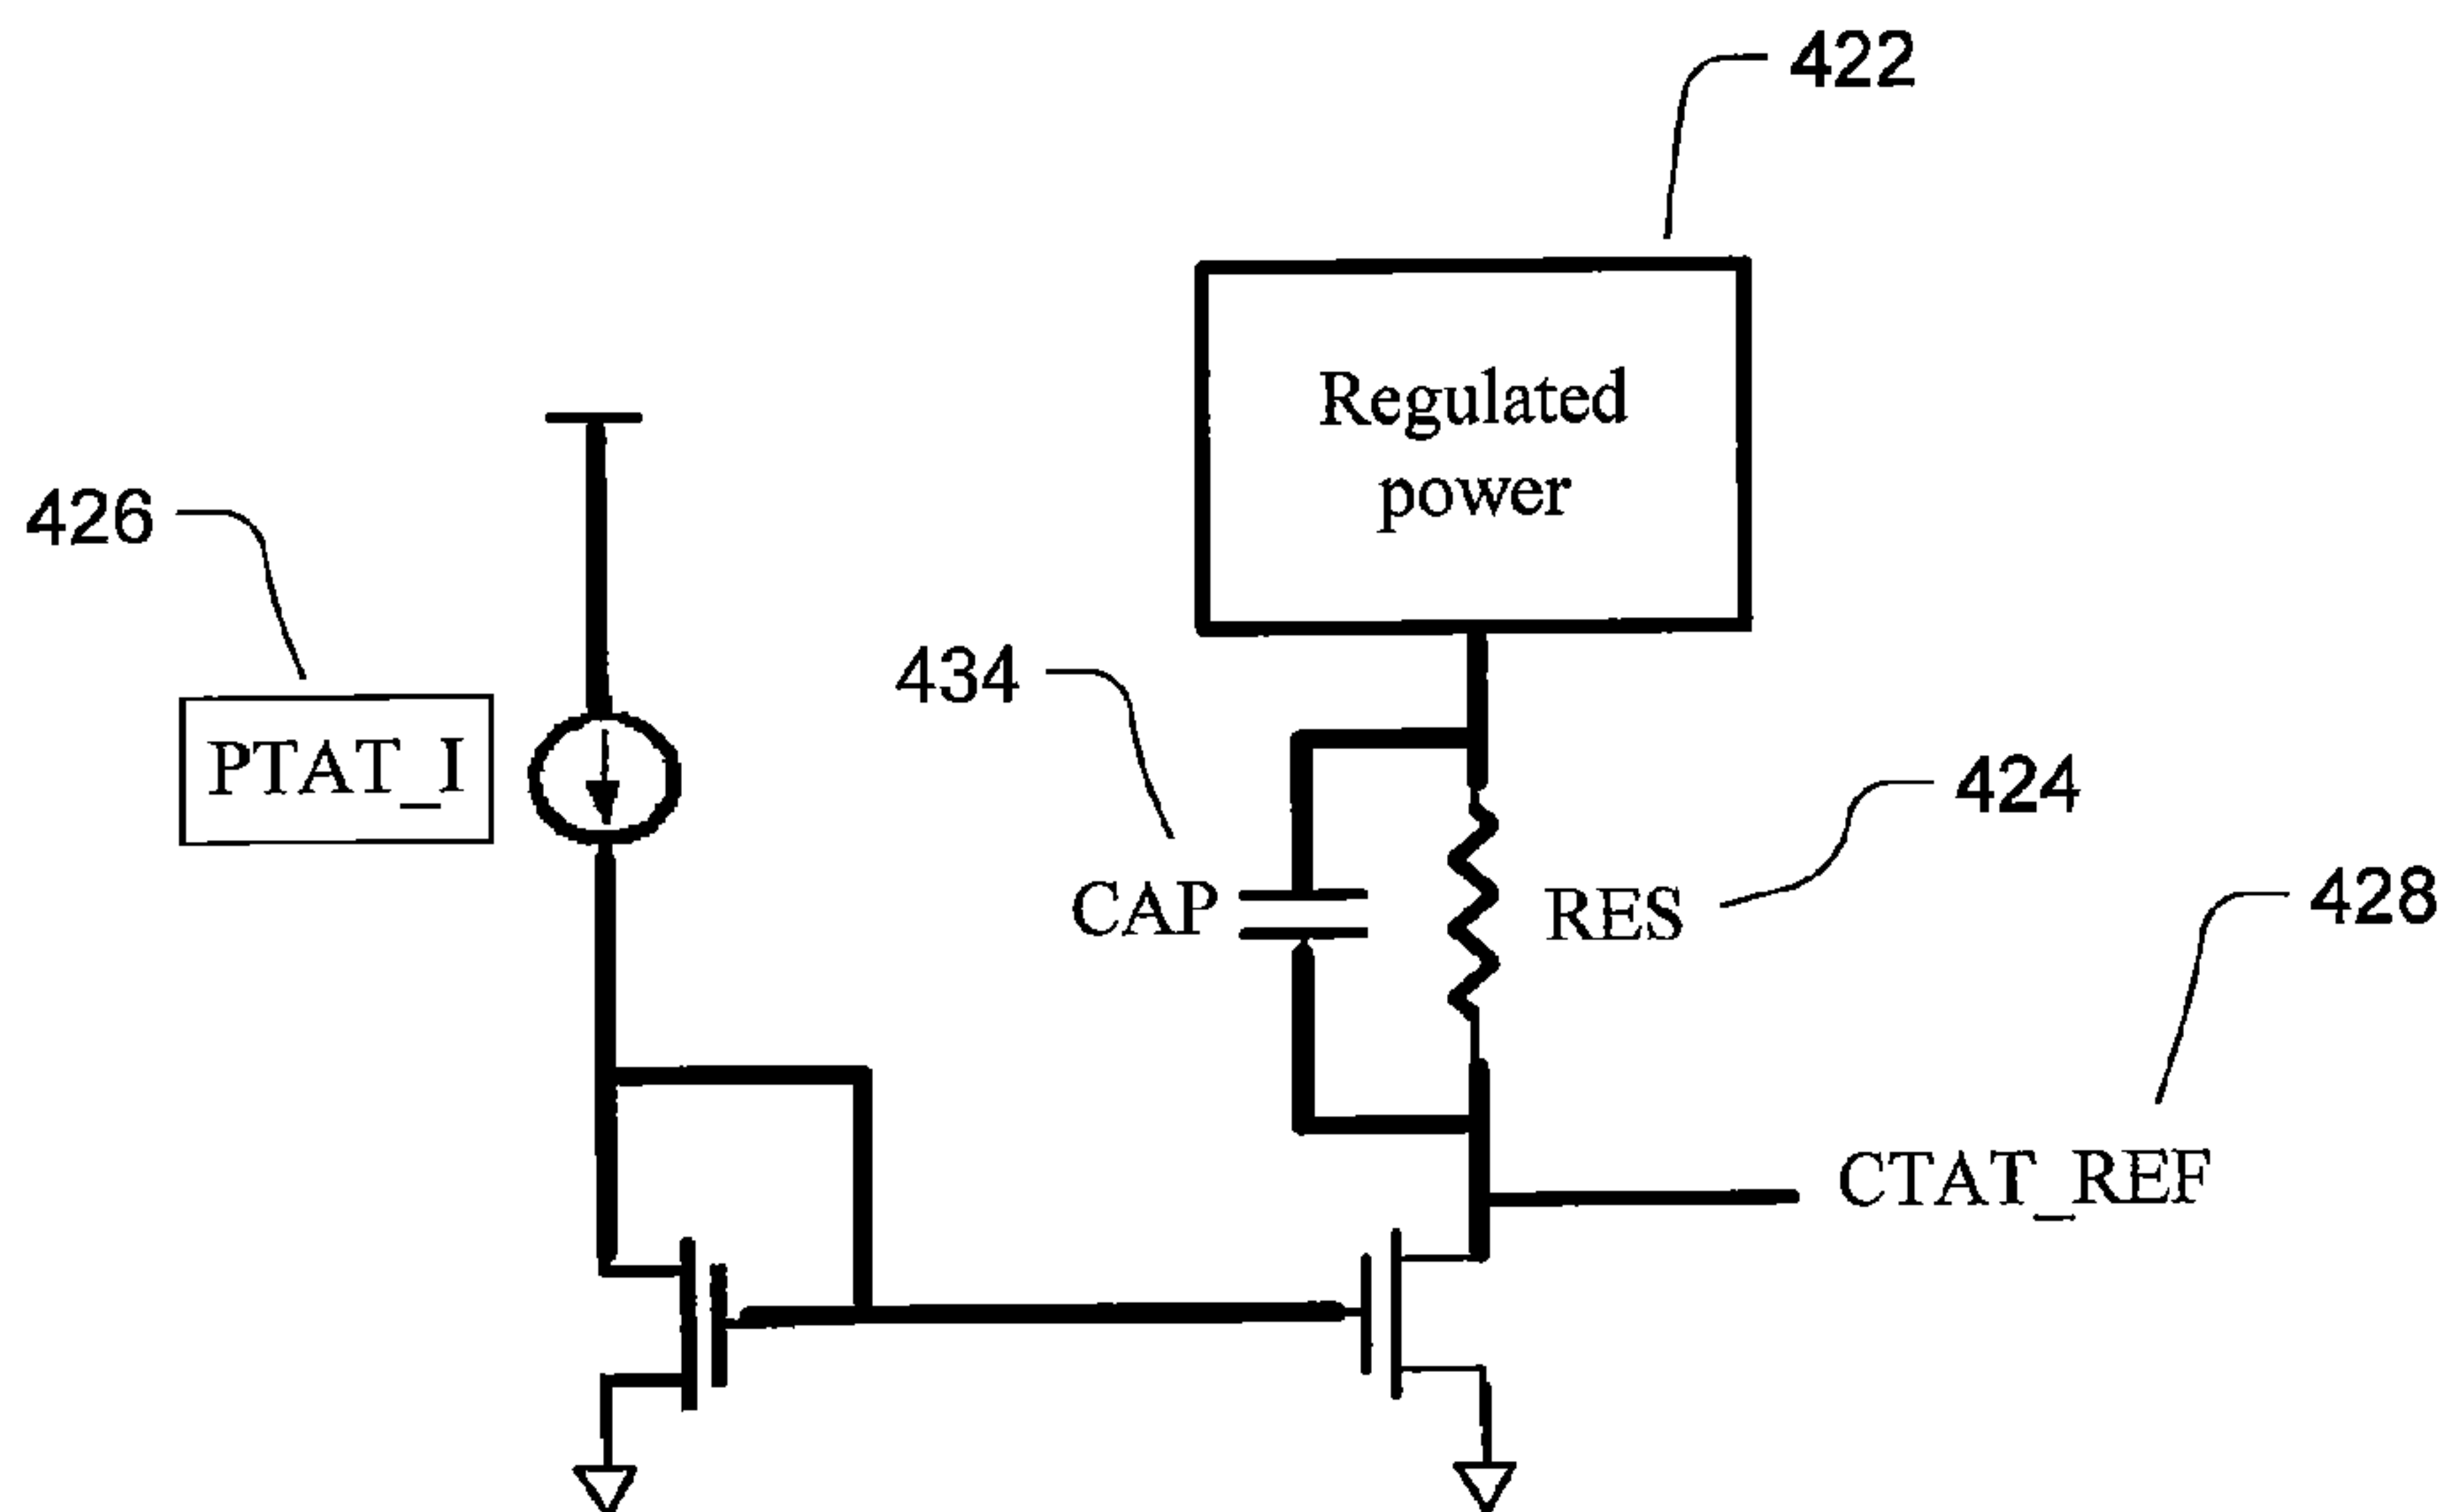 422
Regulated
power
426
434
PTAT_I
424
CAP
RES
428
CTAT_REF